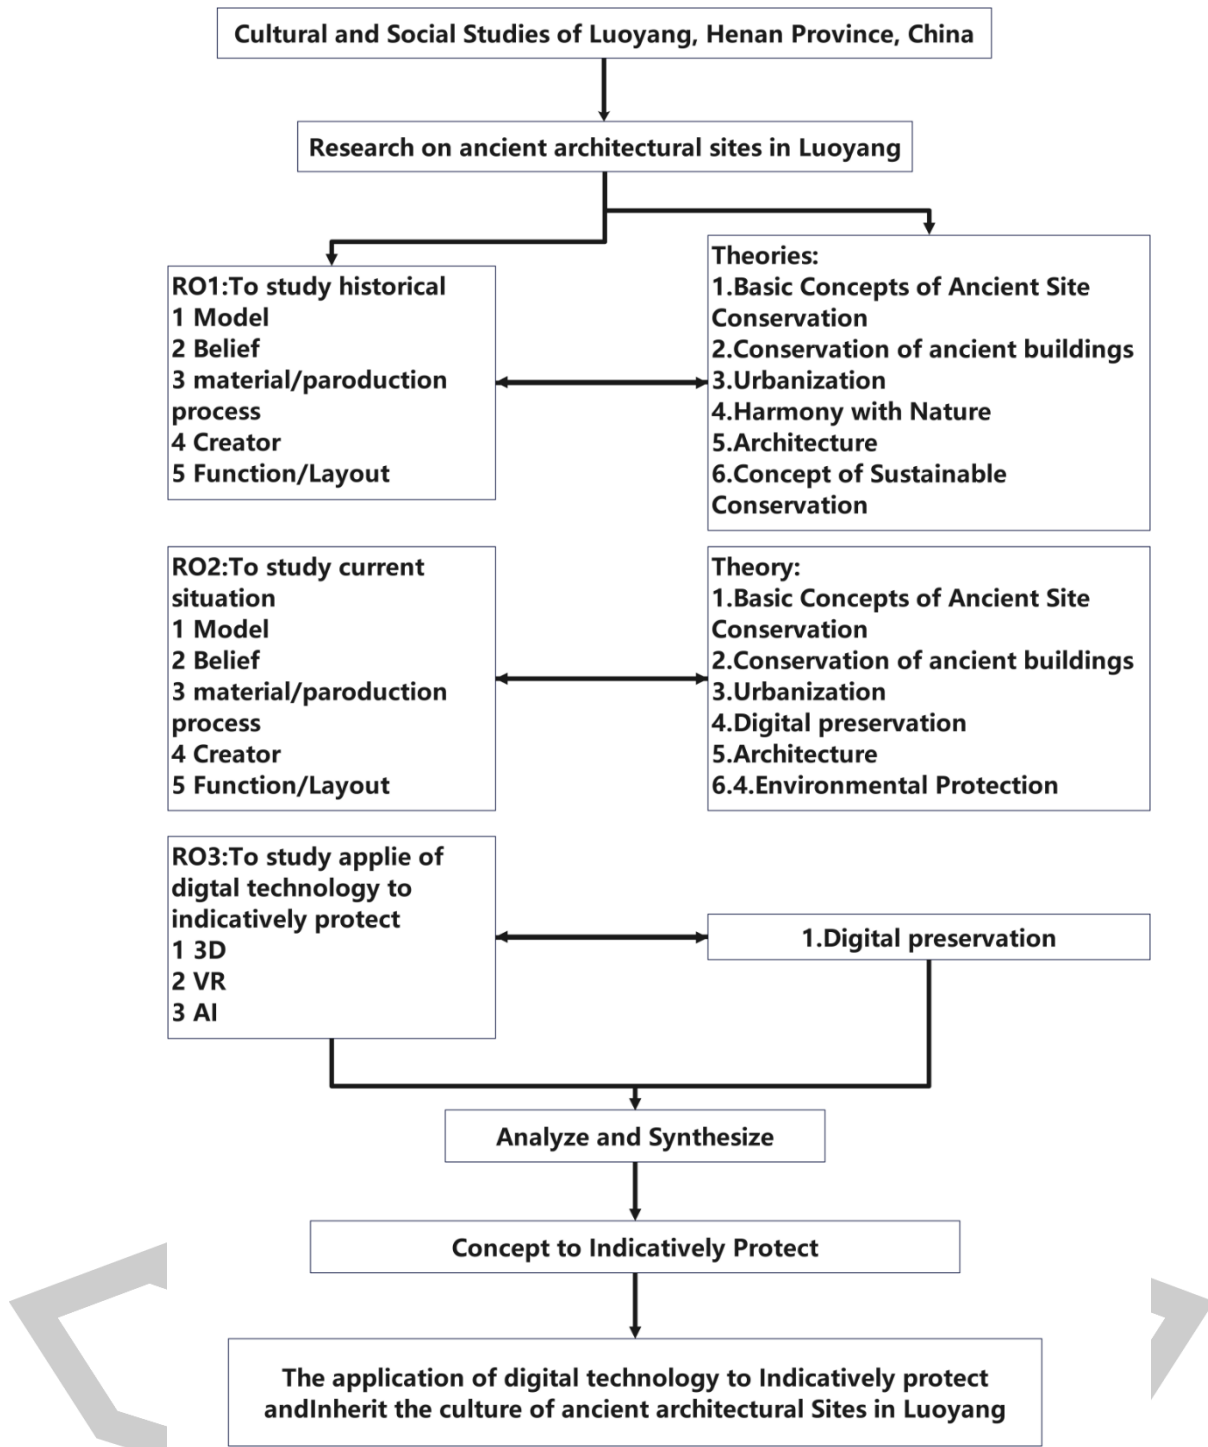 Cultural and Social Studies of Luoyang, Henan Province, China
Research on ancient architectural sites in Luoyang
RO1:To study historical
1 Model
2 Belief
3 material/paroduction
process
4 Creator
5 Function/Layout
Theories:
1.Basic Concepts of Ancient Site
Conservation
2.Conservation of ancient buildings
3.Urbanization
4.Harmony with Nature
5.Architecture
6.Concept of Sustainable
Conservation
RO2:To study current
situation
1 Model
2 Belief
3 material/paroduction
process
4 Creator
5 Function/Layout
Theory:
1.Basic Concepts of Ancient Site
Conservation
2.Conservation of ancient buildings
3.Urbanization
4.Digital preservation
5.Architecture
6.4.Environmental Protection
RO3:To study applie of
digtal technology to
indicatively protect
1 3D
2 VR
3 AI
1.Digital preservation
Analyze and Synthesize
Concept to Indicatively Protect
The application of digital technology to Indicatively protect
andInherit the culture of ancient architectural Sites in Luoyang